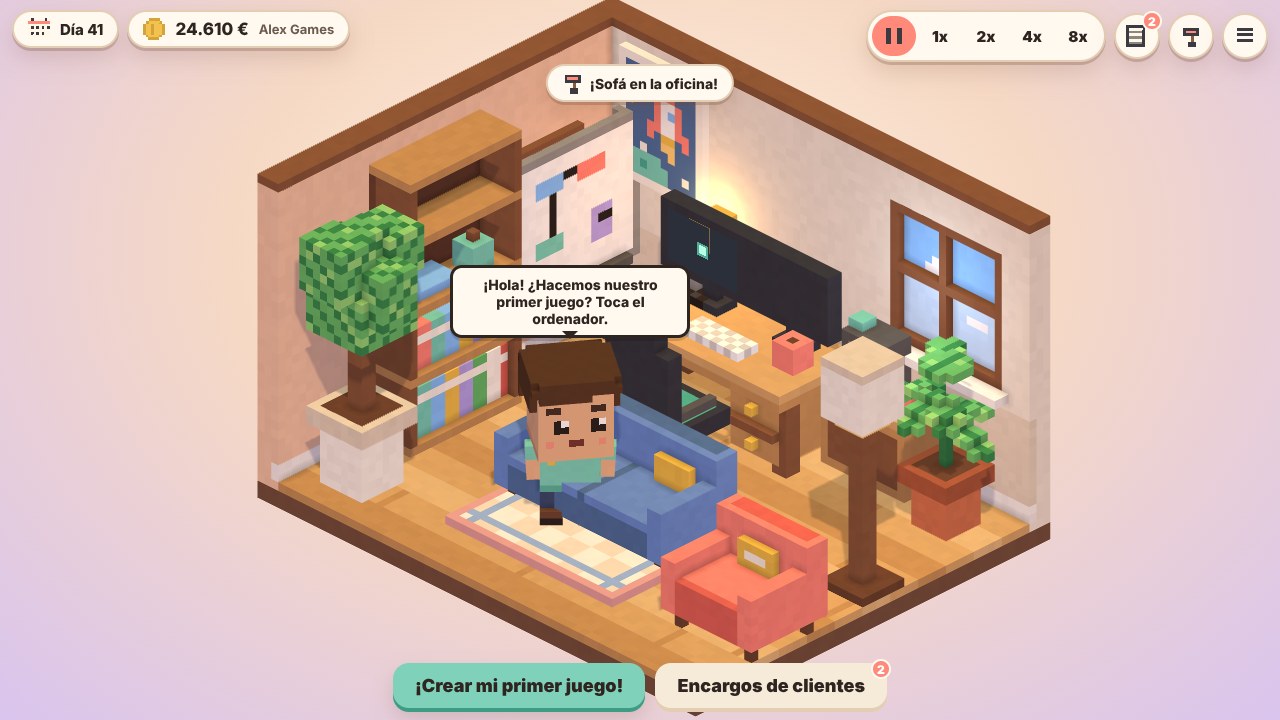 Día 41
24.610 €
Alex Games
1x
2x
4x
8x
2
¡Sofá en la oficina!
¡Hola! ¿Hacemos nuestro
primer juego? Toca el
ordenador.
¡Crear mi primer juego!
Encargos de clientes
2